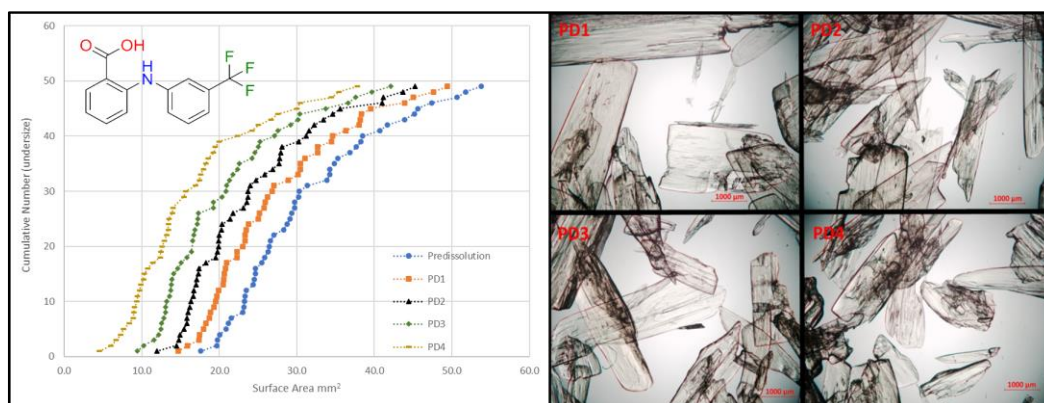 60
50
40
30
20
10
0
Cumulative Number (undersize)
0.0 10.0 20.0 30.0 40.0 50.0 60.0
Surface Area mm²
O OH
H
N
F
F
F
Predissolution
PD1
PD2
PD3
PD4
PD1
1000 µm
PD2
1000 µm
PD3
1000 µm
PD4
1000 µm